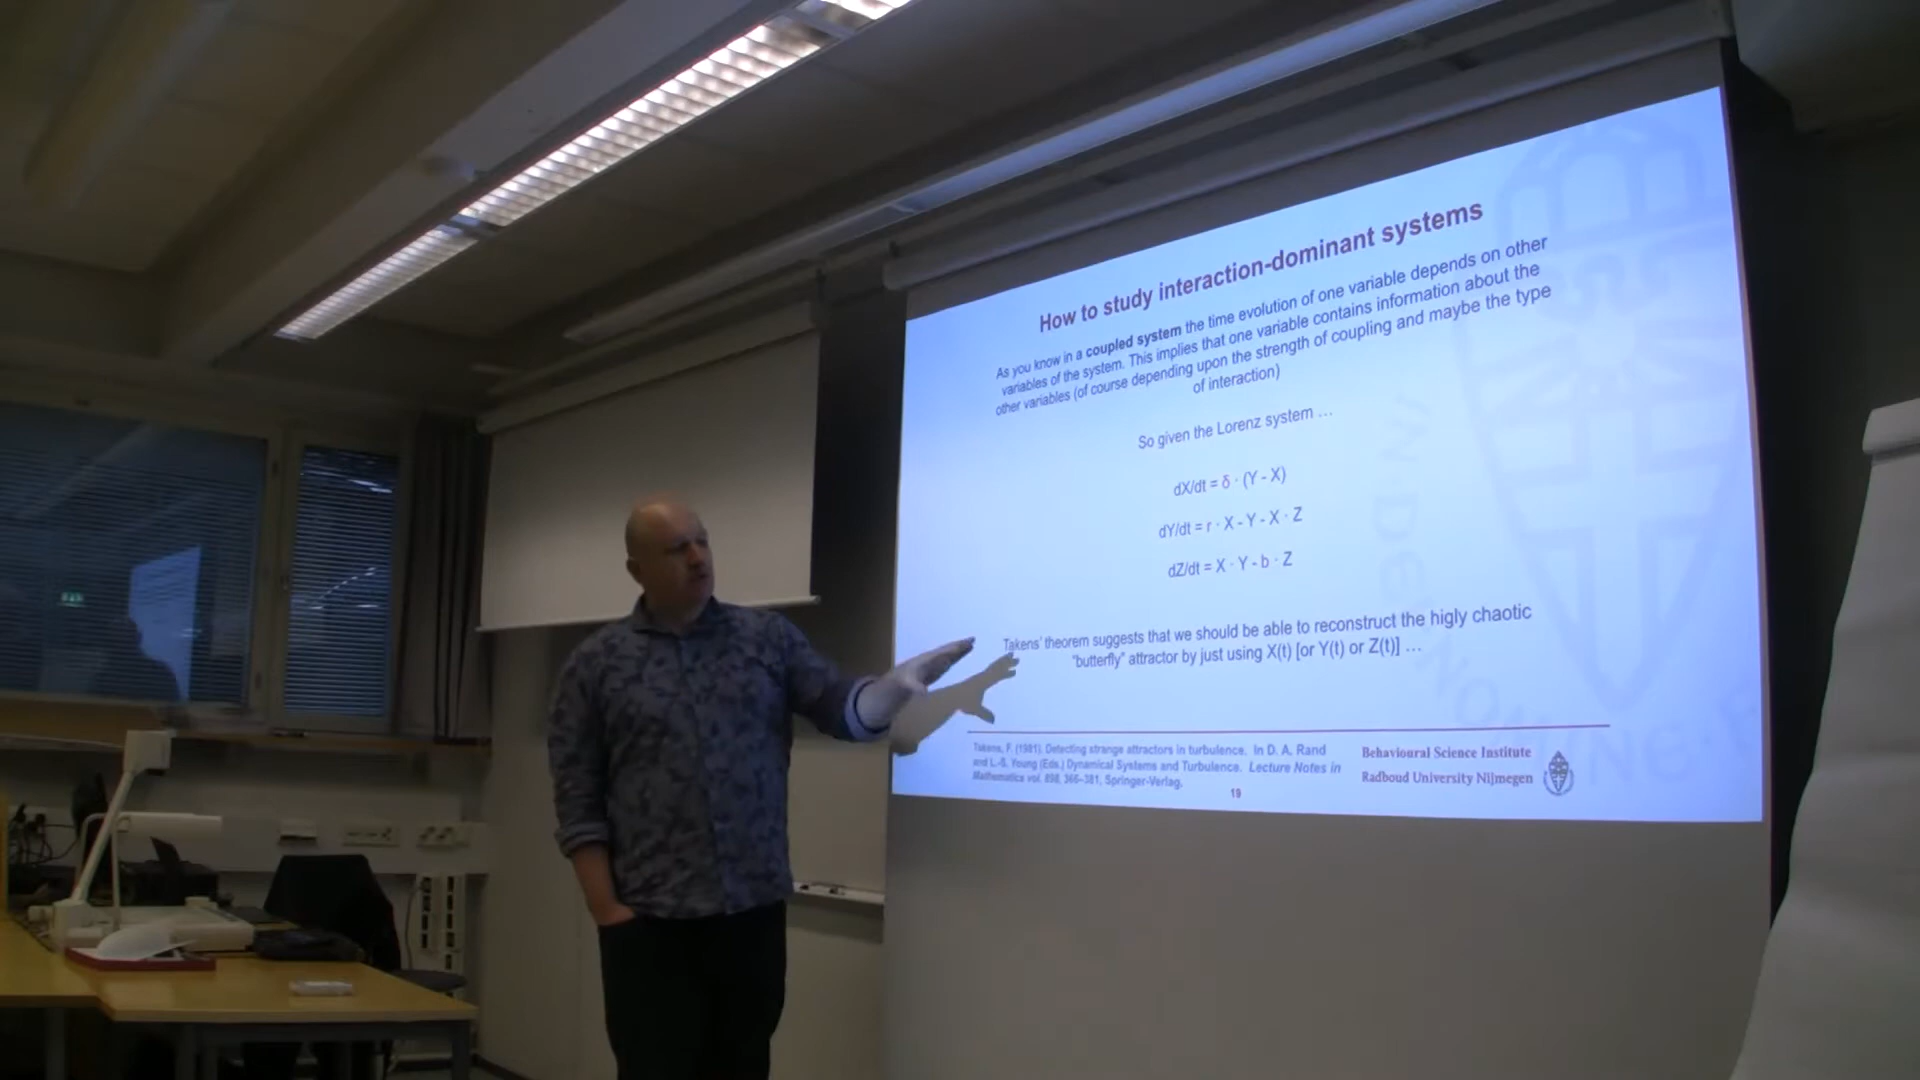 How to study interaction-dominant systems
As you know in a coupled system the time evolution of one variable depends on other
variables of the system. This implies that one variable contains information about the
other variables (of course depending upon the strength of coupling and maybe the type
of interaction)
So given the Lorenz system ...
dX/dt = δ · (Y - X)
dY/dt = r · X - Y - X · Z
dZ/dt = X · Y - b · Z
Takens' theorem suggests that we should be able to reconstruct the higly chaotic
"butterfly" attractor by just using X(t) [or Y(t) or Z(t)] ...
Takens, F. (1981). Detecting strange attractors in turbulence. In D. A. Rand
and L.-S. Young (Eds.) Dynamical Systems and Turbulence. Lecture Notes in
Mathematics vol. 898, 366–381, Springer-Verlag.
Behavioural Science Institute
Radboud University Nijmegen
19